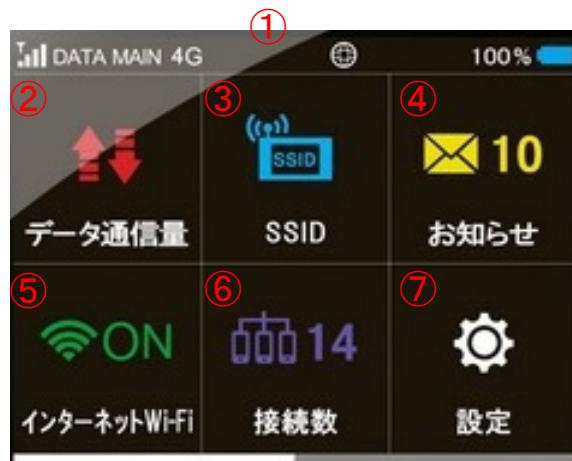 ①
DATA MAIN 4G 100%
② ③ ④
SSID 10
データ通信量 SSID お知らせ
⑤ ⑥ ⑦
ON 14
インターネットWi-Fi 接続数 設定